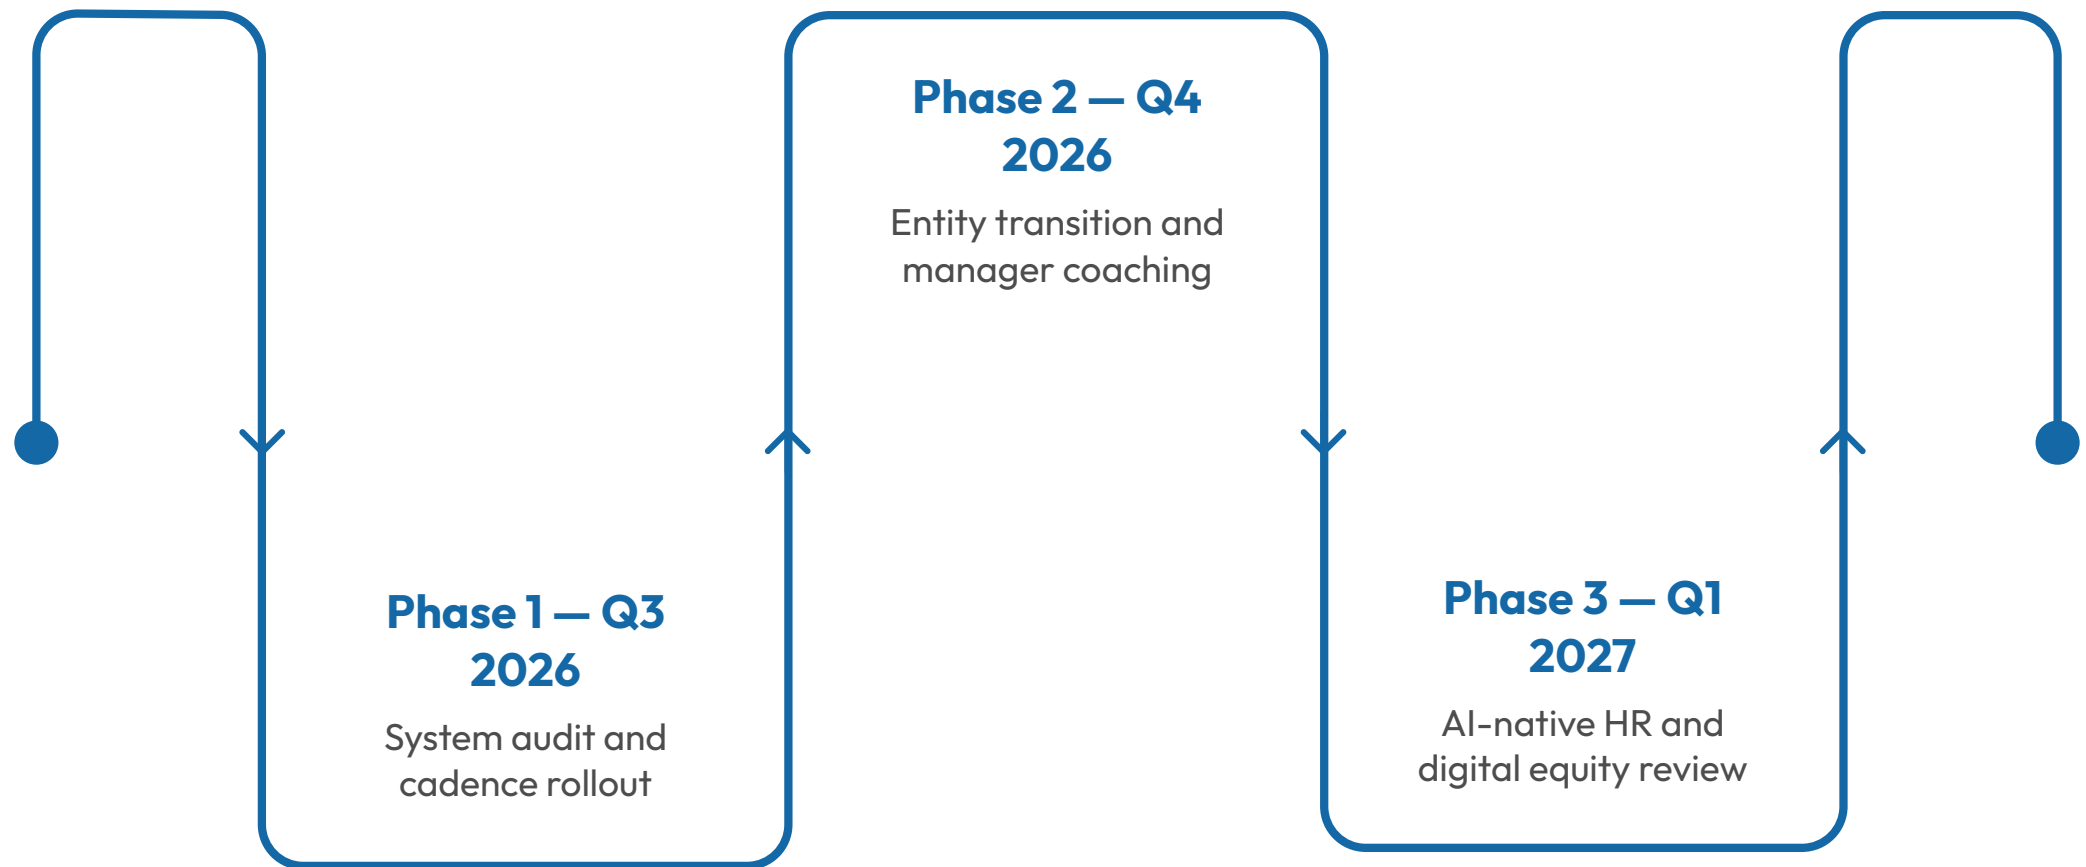 Phase 1 — Q3
2026
System audit and
cadence rollout
Phase 2 — Q4
2026
Entity transition and
manager coaching
Phase 3 — Q1
2027
AI-native HR and
digital equity review